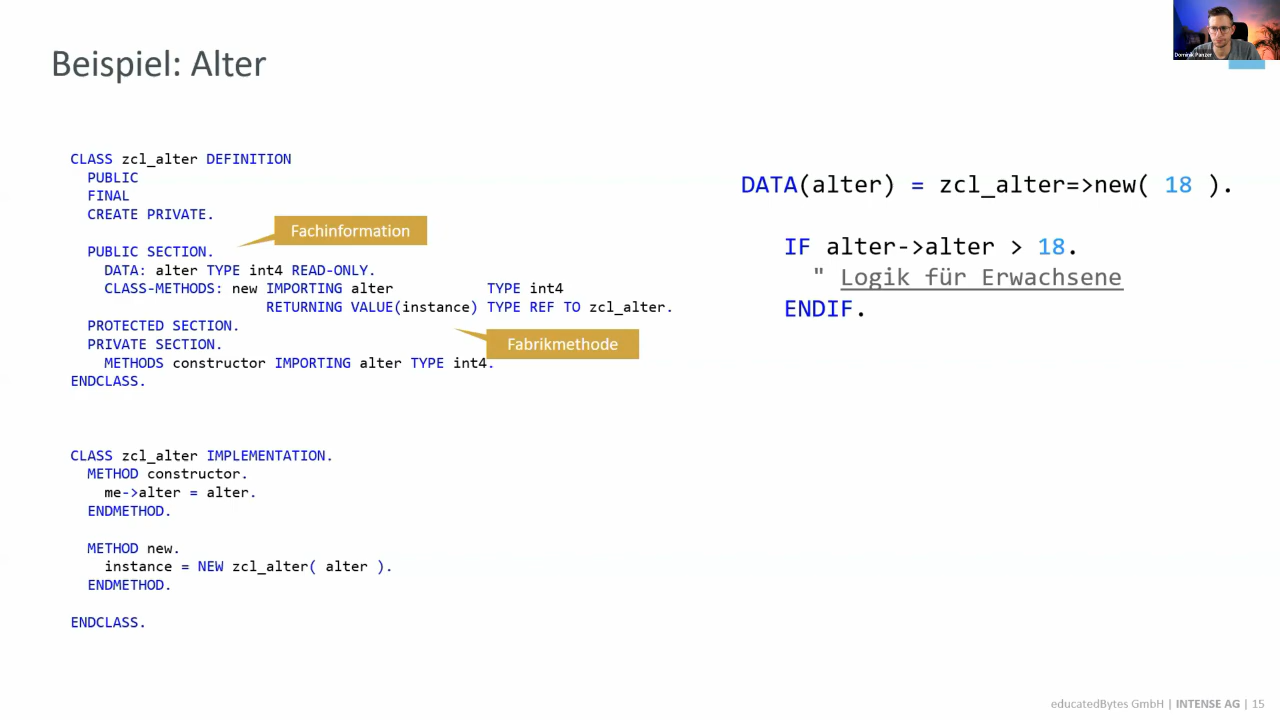 Beispiel: Alter
Dominik Panzer
CLASS zcl_alter DEFINITION
PUBLIC
FINAL
CREATE PRIVATE.
Fachinformation
PUBLIC SECTION.
DATA: alter TYPE int4 READ-ONLY.
CLASS-METHODS: new IMPORTING alter TYPE int4
RETURNING VALUE(instance) TYPE REF TO zcl_alter.
PROTECTED SECTION.
PRIVATE SECTION.
Fabrikmethode
METHODS constructor IMPORTING alter TYPE int4.
ENDCLASS.
CLASS zcl_alter IMPLEMENTATION.
METHOD constructor.
me->alter = alter.
ENDMETHOD.
METHOD new.
instance = NEW zcl_alter( alter ).
ENDMETHOD.
ENDCLASS.
DATA(alter) = zcl_alter=>new( 18 ).
IF alter->alter > 18.
" Logik für Erwachsene
ENDIF.
educatedBytes GmbH | INTENSE AG | 15